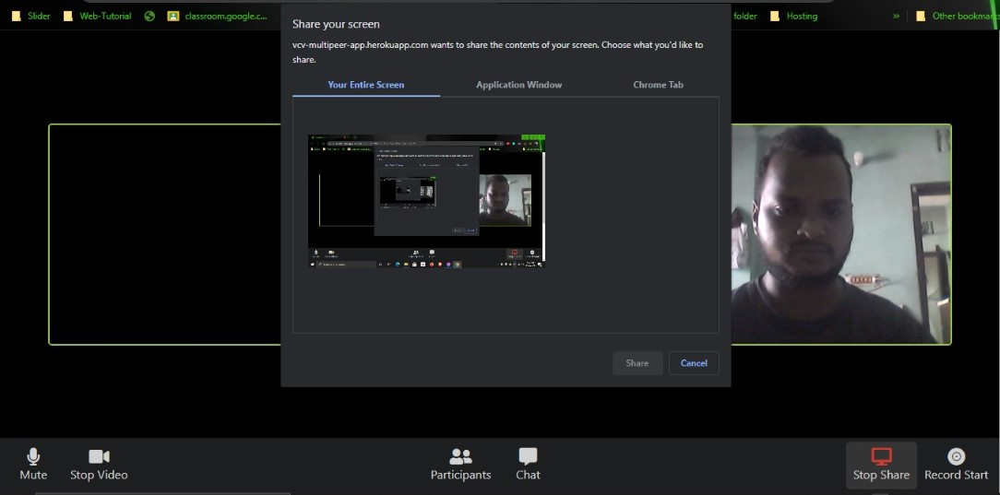 Slider Web-Tutorial classroom.google.c... folder Hosting » Other bookmarks
Share your screen
vcv-multipeer-app.herokuapp.com wants to share the contents of your screen. Choose what you'd like to
share.
Your Entire Screen Application Window Chrome Tab
Share Cancel
Mute Stop Video Participants Chat Stop Share Record Start